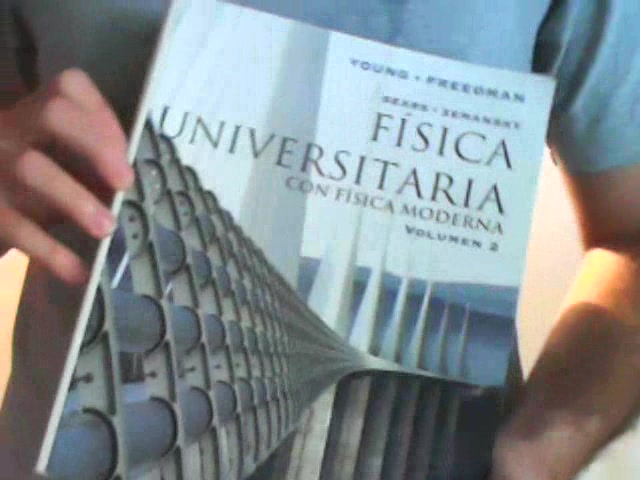 YOUNG • FREEDMAN
SEARS • ZEMANSKY
FÍSICA
UNIVERSITARIA
CON FÍSICA MODERNA
VOLUMEN 2